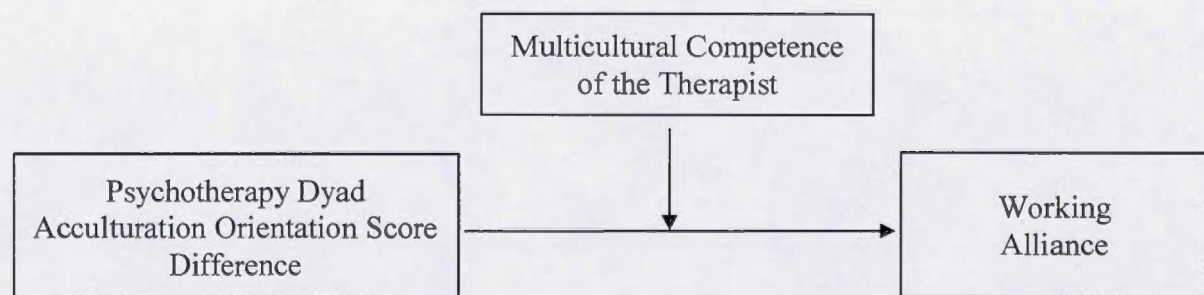 Multicultural Competence
of the Therapist
Psychotherapy Dyad
Acculturation Orientation Score
Difference
Working
Alliance